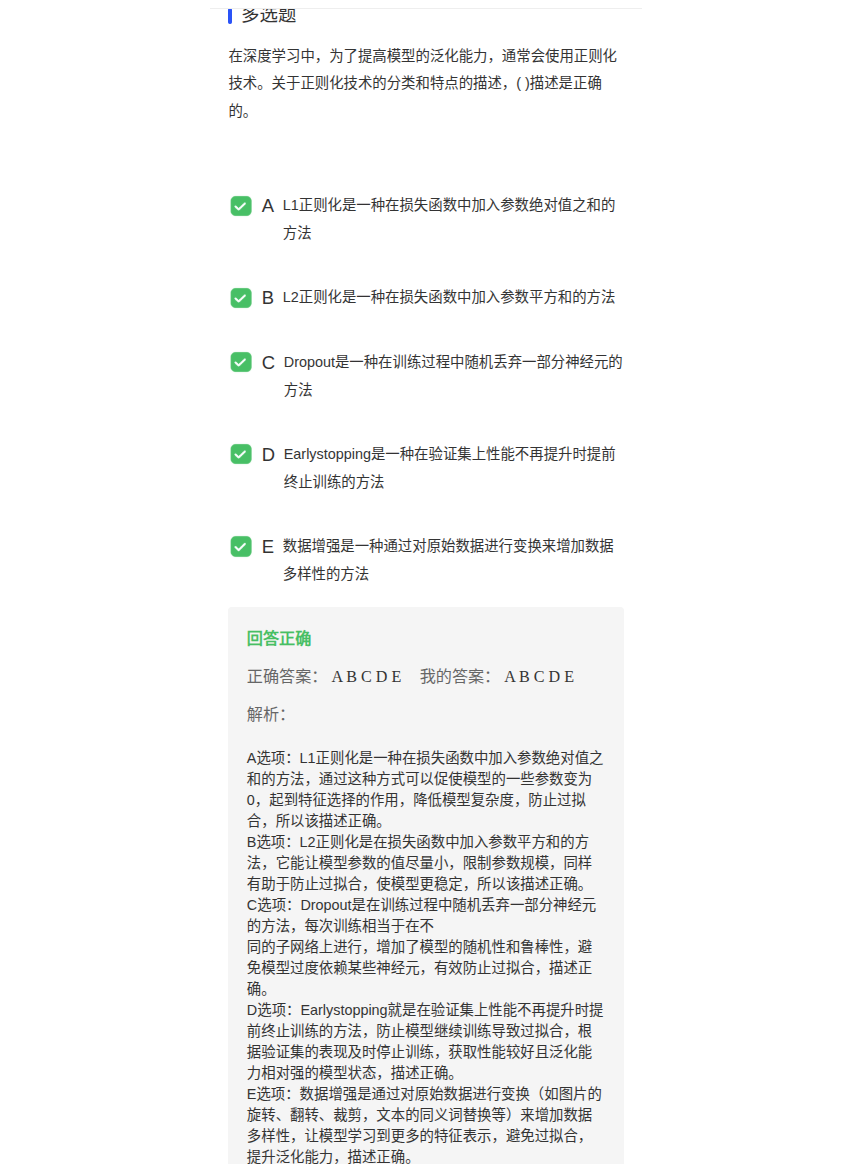 多选题
在深度学习中，为了提高模型的泛化能力，通常会使用正则化
技术。关于正则化技术的分类和特点的描述，( )描述是正确
的。
A L1正则化是一种在损失函数中加入参数绝对值之和的
方法
B L2正则化是一种在损失函数中加入参数平方和的方法
C Dropout是一种在训练过程中随机丢弃一部分神经元的
方法
D Earlystopping是一种在验证集上性能不再提升时提前
终止训练的方法
E 数据增强是一种通过对原始数据进行变换来增加数据
多样性的方法
回答正确
正确答案： A B C D E 我的答案： A B C D E
解析：
A选项：L1正则化是一种在损失函数中加入参数绝对值之
和的方法，通过这种方式可以促使模型的一些参数变为
0，起到特征选择的作用，降低模型复杂度，防止过拟
合，所以该描述正确。
B选项：L2正则化是在损失函数中加入参数平方和的方
法，它能让模型参数的值尽量小，限制参数规模，同样
有助于防止过拟合，使模型更稳定，所以该描述正确。
C选项：Dropout是在训练过程中随机丢弃一部分神经元
的方法，每次训练相当于在不
同的子网络上进行，增加了模型的随机性和鲁棒性，避
免模型过度依赖某些神经元，有效防止过拟合，描述正
确。
D选项：Earlystopping就是在验证集上性能不再提升时提
前终止训练的方法，防止模型继续训练导致过拟合，根
据验证集的表现及时停止训练，获取性能较好且泛化能
力相对强的模型状态，描述正确。
E选项：数据增强是通过对原始数据进行变换（如图片的
旋转、翻转、裁剪，文本的同义词替换等）来增加数据
多样性，让模型学习到更多的特征表示，避免过拟合，
提升泛化能力，描述正确。